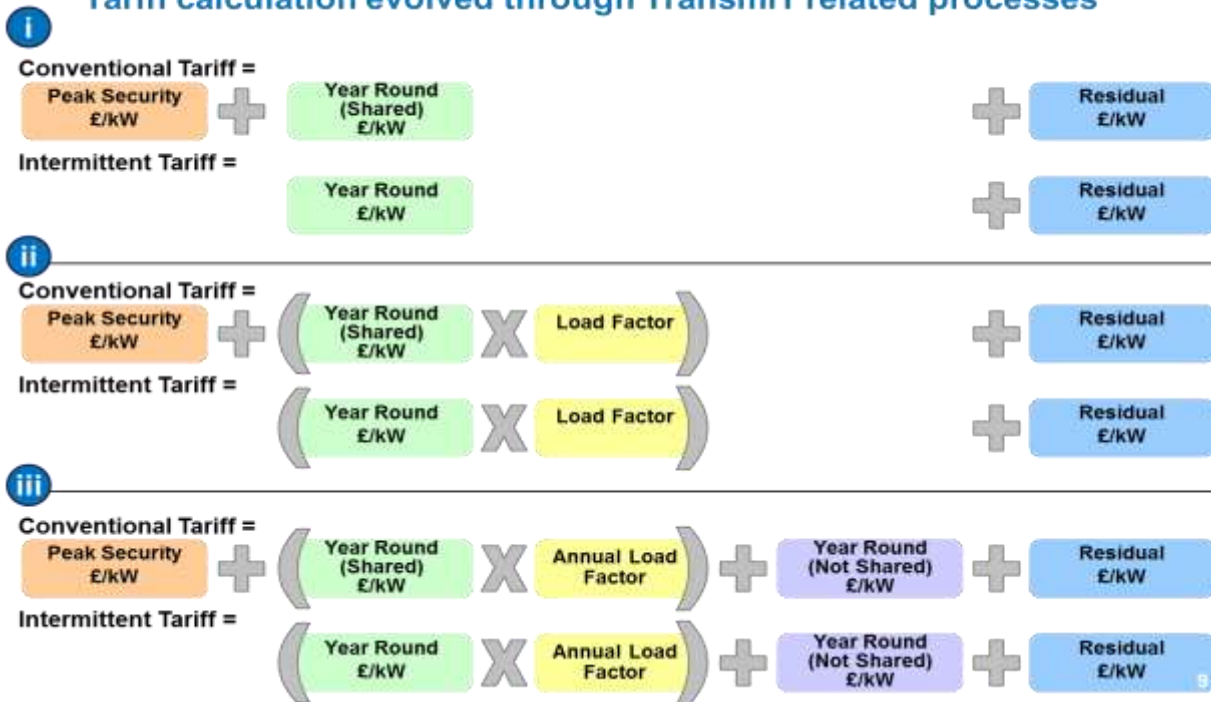 Tariff calculation evolved through TransmiT related processes
i
Conventional Tariff =
Peak Security
£/kW
+
Year Round
(Shared)
£/kW
+
Residual
£/kW
Intermittent Tariff =
Year Round
£/kW
+
Residual
£/kW
ii
Conventional Tariff =
Peak Security
£/kW
+
(
Year Round
(Shared)
£/kW
X
Load Factor
)
+
Residual
£/kW
Intermittent Tariff =
(
Year Round
£/kW
X
Load Factor
)
+
Residual
£/kW
iii
Conventional Tariff =
Peak Security
£/kW
+
(
Year Round
(Shared)
£/kW
X
Annual Load
Factor
)
+
Year Round
(Not Shared)
£/kW
+
Residual
£/kW
Intermittent Tariff =
(
Year Round
£/kW
X
Annual Load
Factor
)
+
Year Round
(Not Shared)
£/kW
+
Residual
£/kW
9